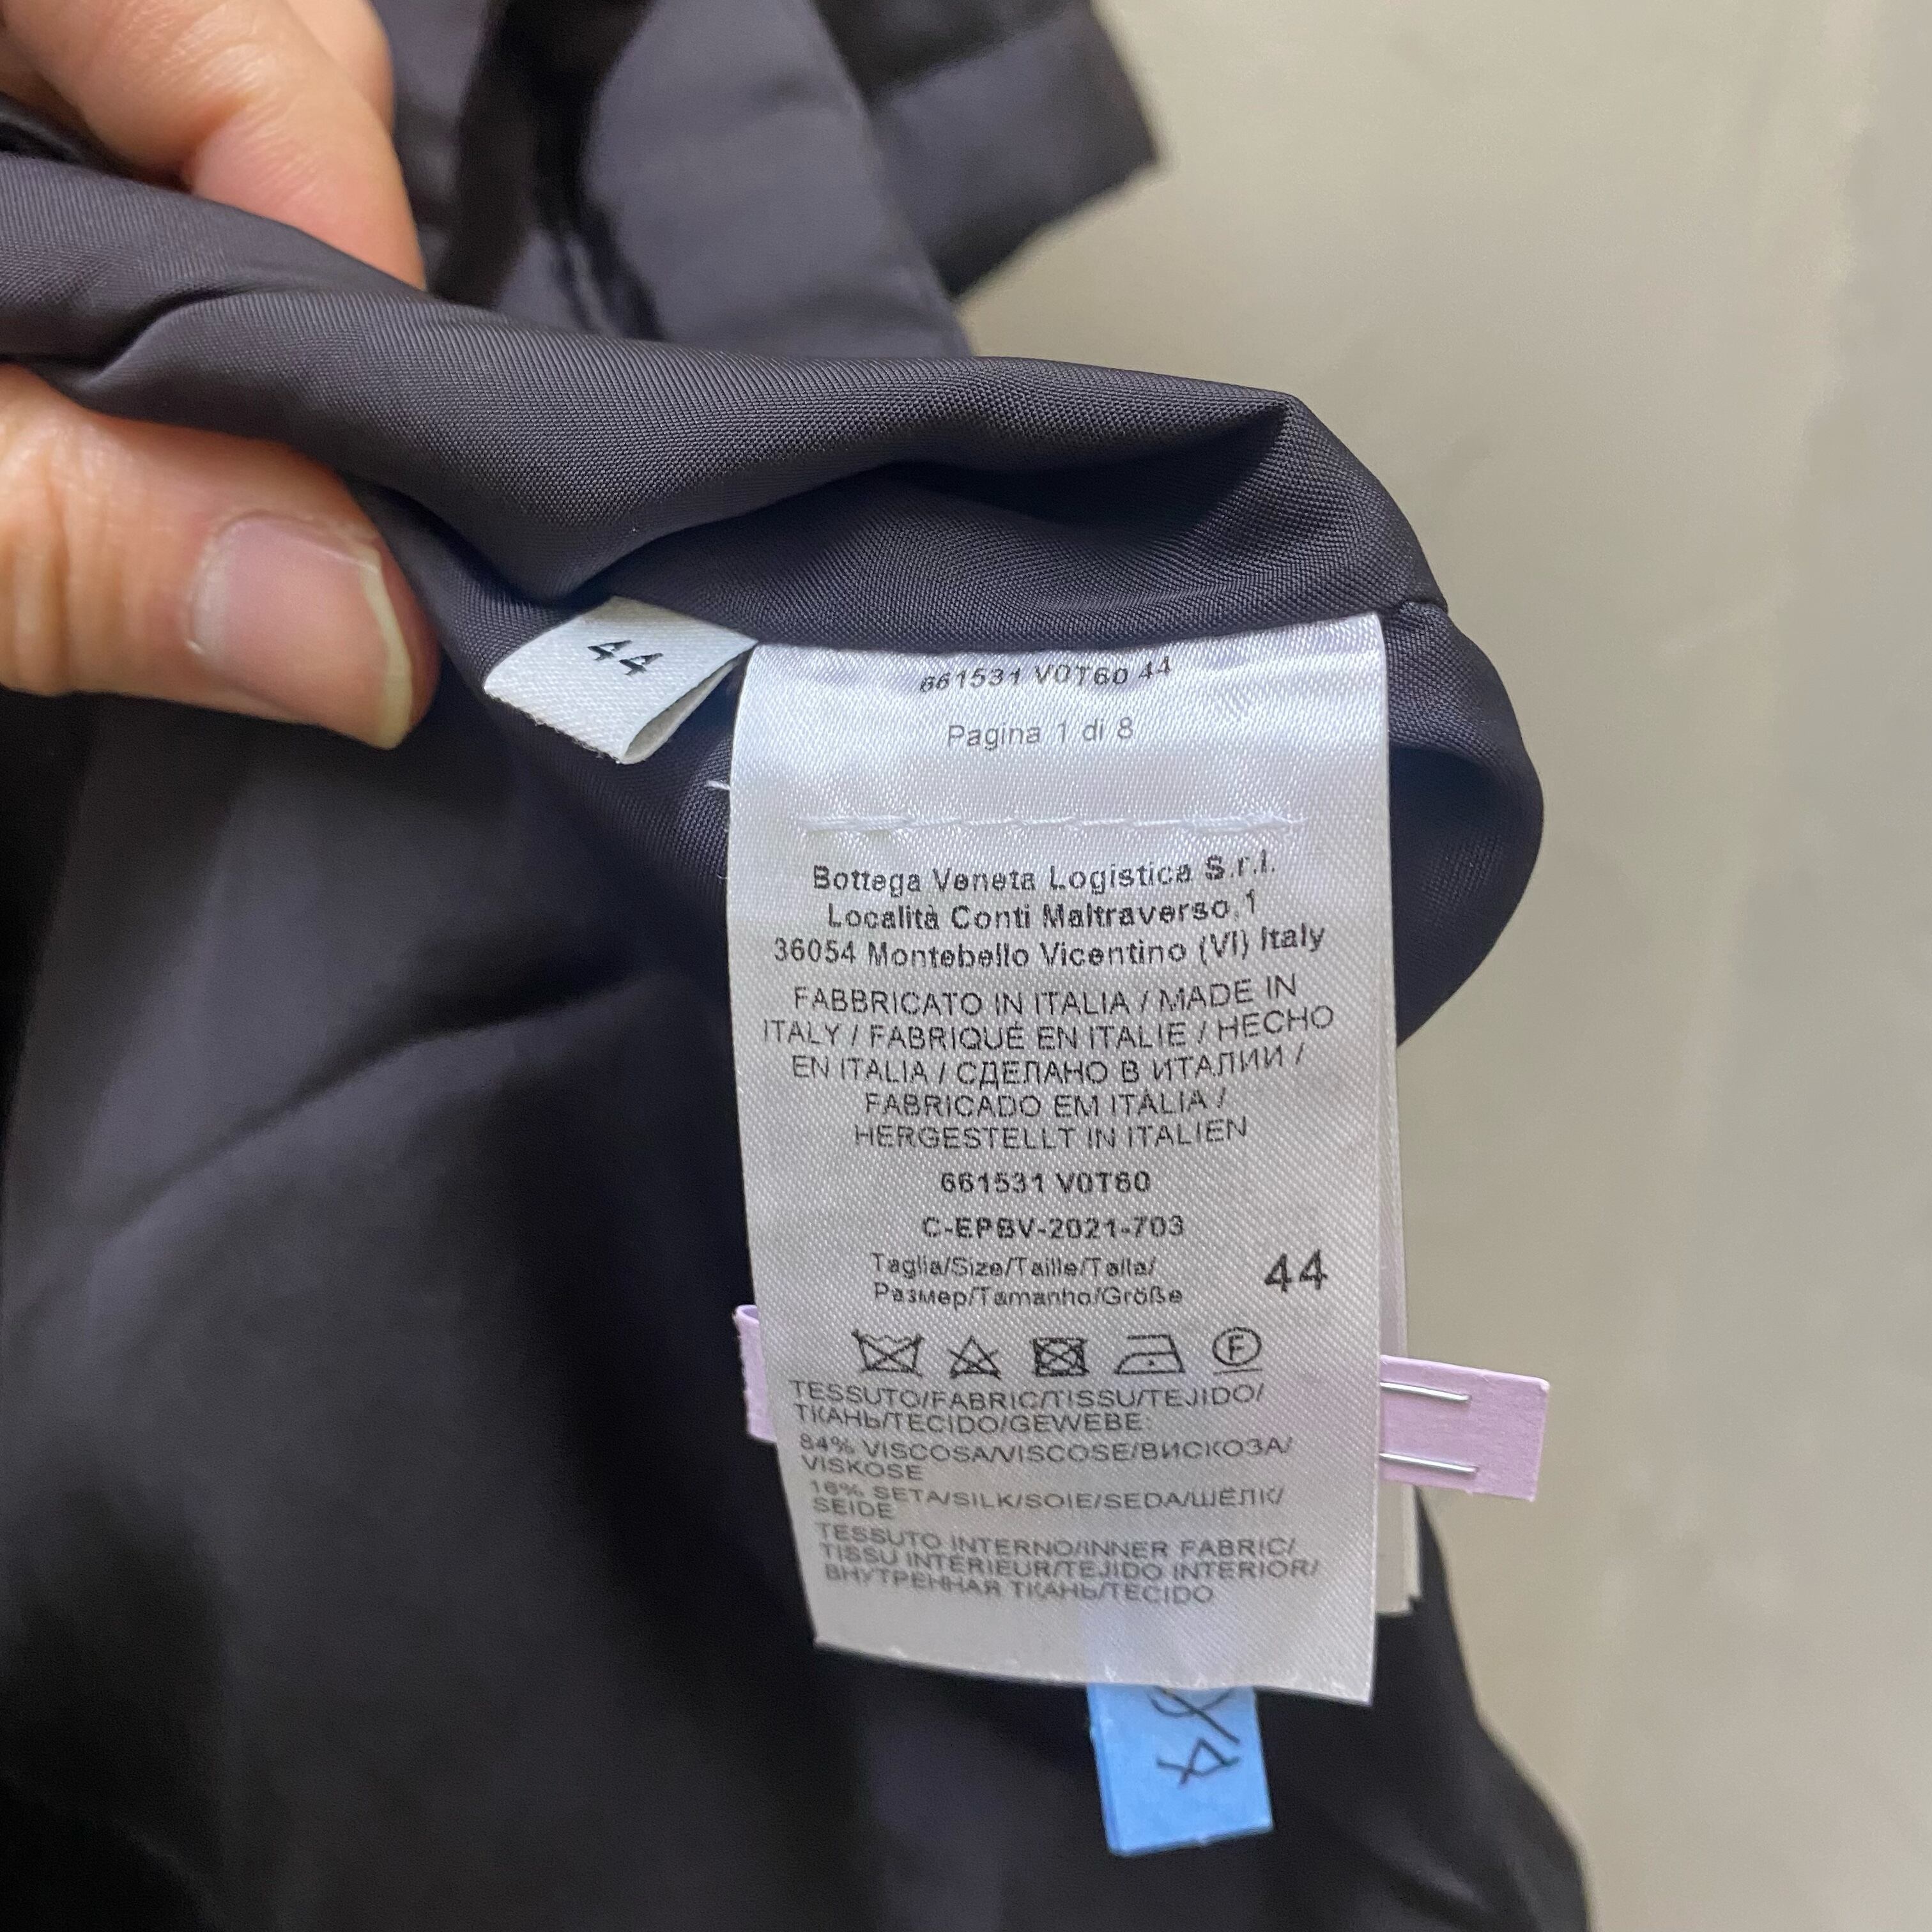 44
661531 V0T60 44
Pagina 1 di 8
Bottega Veneta Logistica S.r.l.
Località Conti Maltraverso,1
36054 Montebello Vicentino (VI) Italy
FABBRICATO IN ITALIA / MADE IN
ITALY / FABRIQUÉ EN ITALIE / HECHO
EN ITALIA / СДЕЛАНО В ИТАЛИИ /
FABRICADO EM ITÁLIA /
HERGESTELLT IN ITALIEN
661531 V0T60
C-EPBV-2021-703
Taglia/Size/Taille/Talla/
Размер/Tamanho/Größe
44
F
TESSUTO/FABRIC/TISSU/TEJIDO/
ТКАНЬ/TECIDO/GEWEBE:
84% VISCOSA/VISCOSE/ВИСКОЗА/
VISKOSE
16% SETA/SILK/SOIE/SEDA/ШЁЛК/
SEIDE
TESSUTO INTERNO/INNER FABRIC/
TISSU INTÉRIEUR/TEJIDO INTERIOR/
ВНУТРЕННАЯ ТКАНЬ/TECIDO